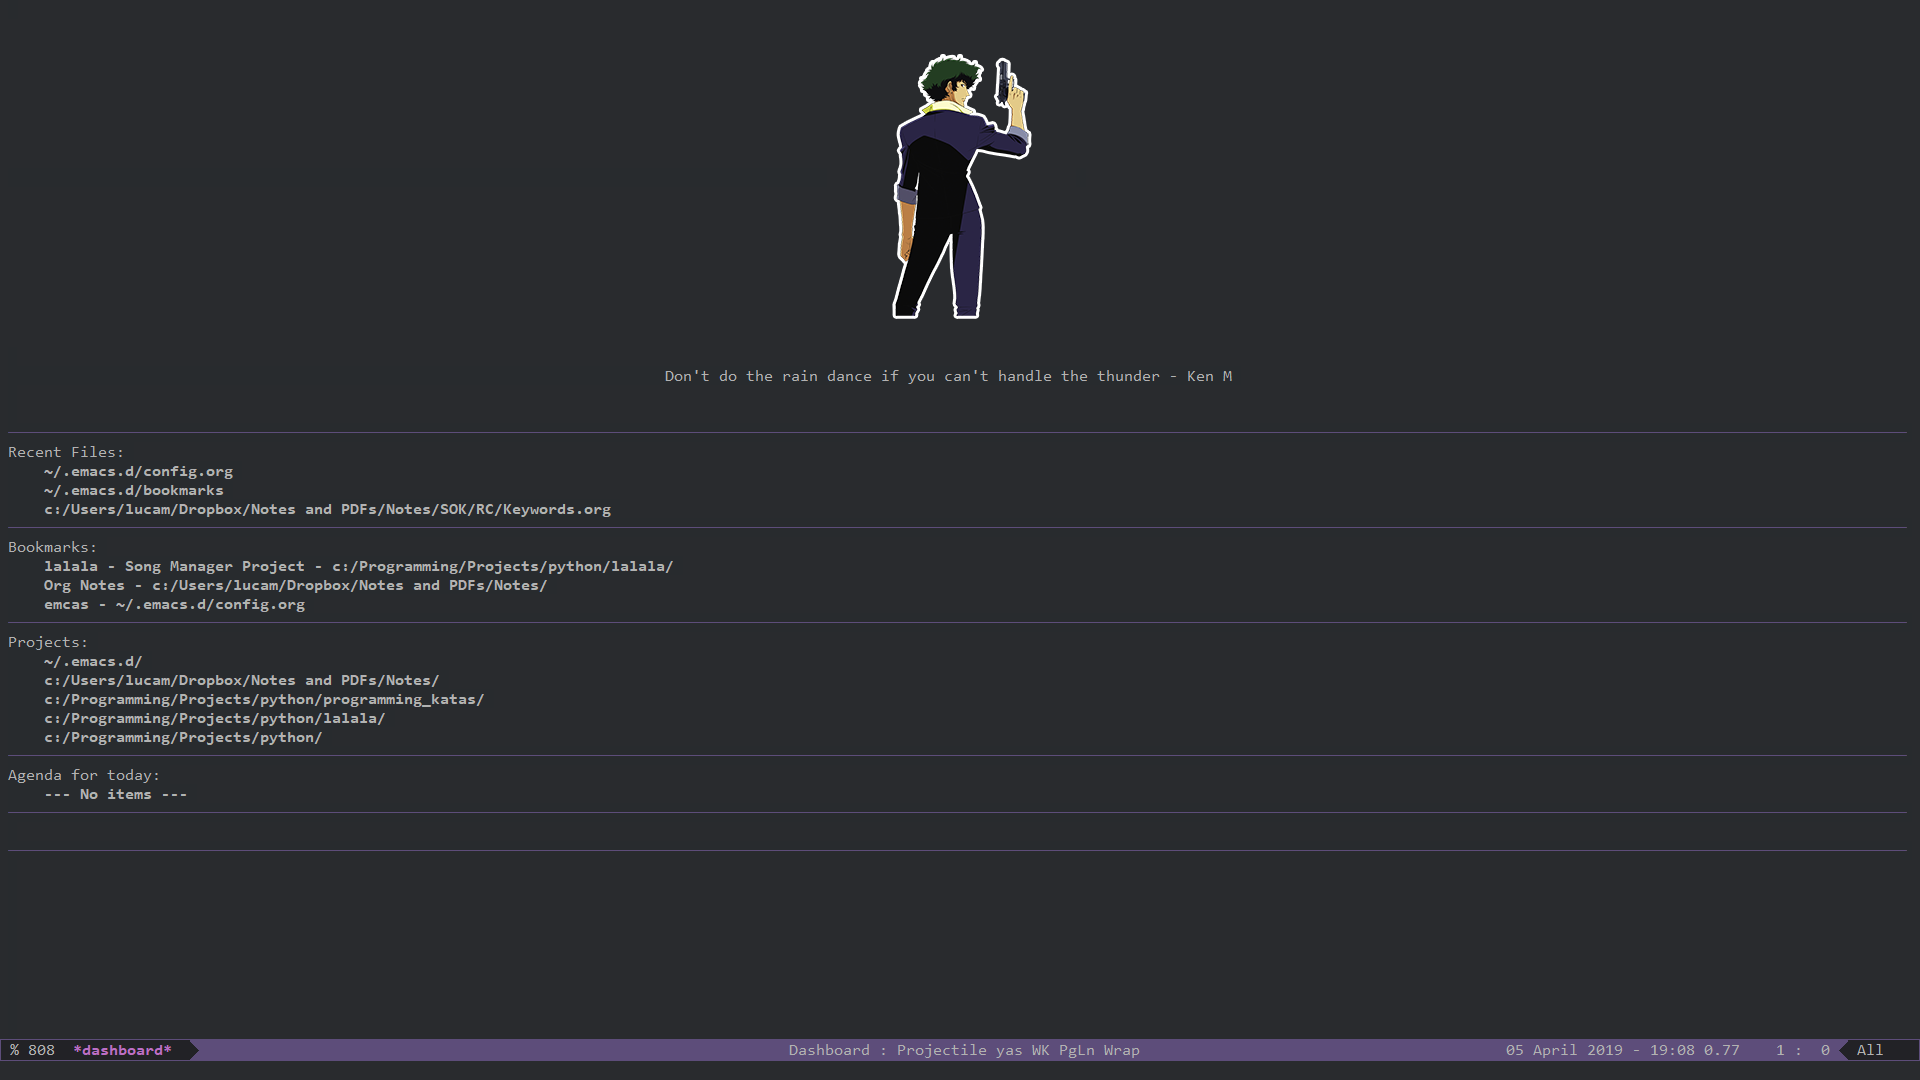 Don't do the rain dance if you can't handle the thunder - Ken M
Recent Files:
~/.emacs.d/config.org
~/.emacs.d/bookmarks
c:/Users/lucam/Dropbox/Notes and PDFs/Notes/SOK/RC/Keywords.org
Bookmarks:
lalala - Song Manager Project - c:/Programming/Projects/python/lalala/
Org Notes - c:/Users/lucam/Dropbox/Notes and PDFs/Notes/
emcas - ~/.emacs.d/config.org
Projects:
~/.emacs.d/
c:/Users/lucam/Dropbox/Notes and PDFs/Notes/
c:/Programming/Projects/python/programming_katas/
c:/Programming/Projects/python/lalala/
c:/Programming/Projects/python/
Agenda for today:
--- No items ---
% 808 *dashboard* Dashboard : Projectile yas WK PgLn Wrap 05 April 2019 - 19:08 0.77 1 : 0 All